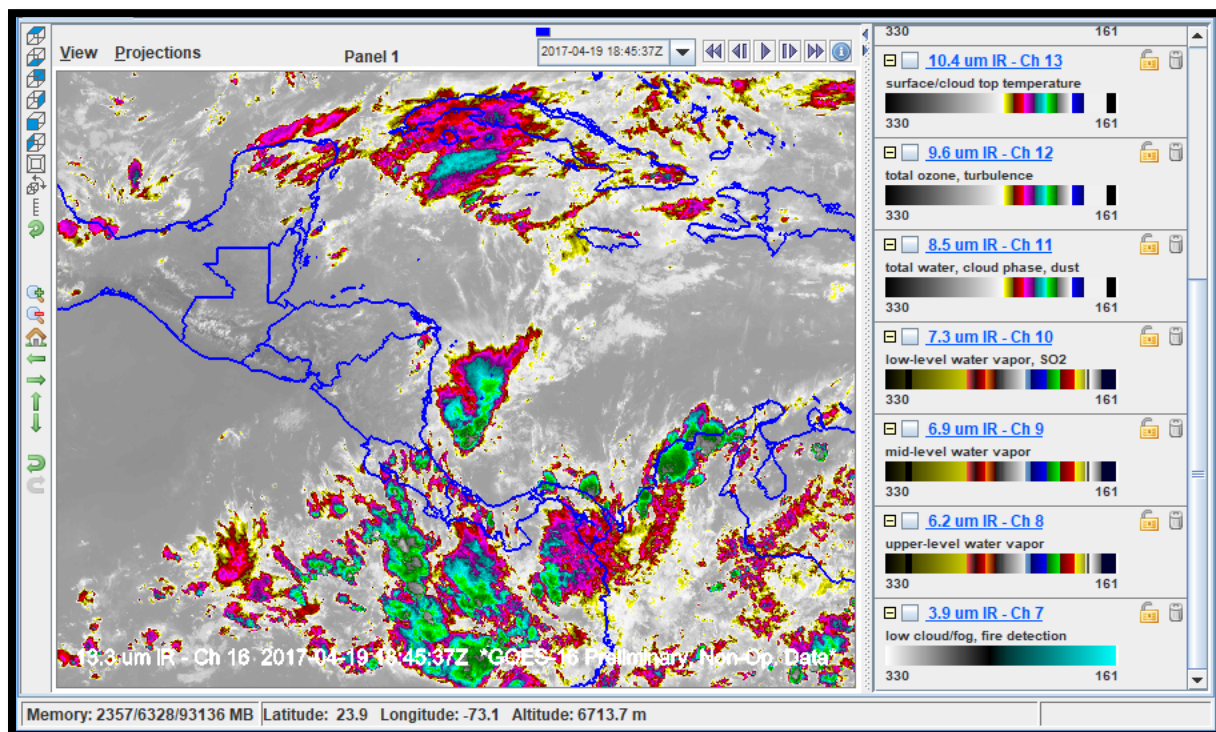 View Projections
Panel 1
2017-04-19 18:45:37Z
330 161
10.4 um IR - Ch 13
surface/cloud top temperature
330 161
9.6 um IR - Ch 12
total ozone, turbulence
330 161
8.5 um IR - Ch 11
total water, cloud phase, dust
330 161
7.3 um IR - Ch 10
low-level water vapor, SO2
330 161
6.9 um IR - Ch 9
mid-level water vapor
330 161
6.2 um IR - Ch 8
upper-level water vapor
330 161
3.9 um IR - Ch 7
low cloud/fog, fire detection
330 161
13.3 um IR - Ch 16 2017-04-19 18:45:37Z *GOES-16 Preliminary, Non-Op. Data*
Memory: 2357/6328/93136 MB Latitude: 23.9 Longitude: -73.1 Altitude: 6713.7 m